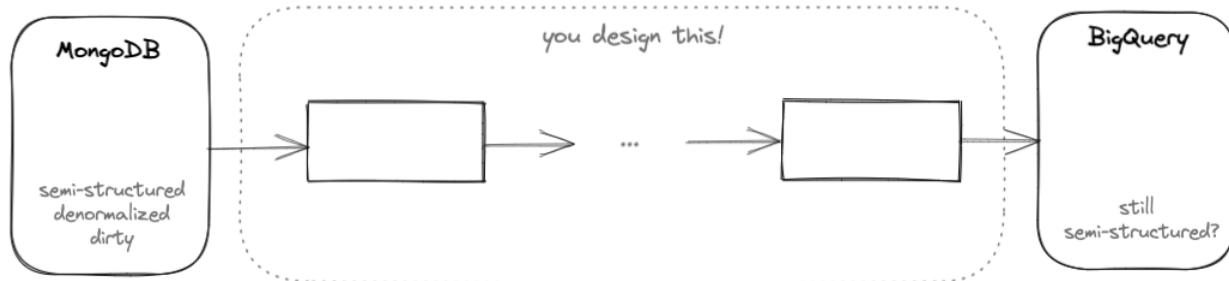 MongoDB
semi-structured
denormalized
dirty
you design this!
...
BigQuery
still
semi-structured?